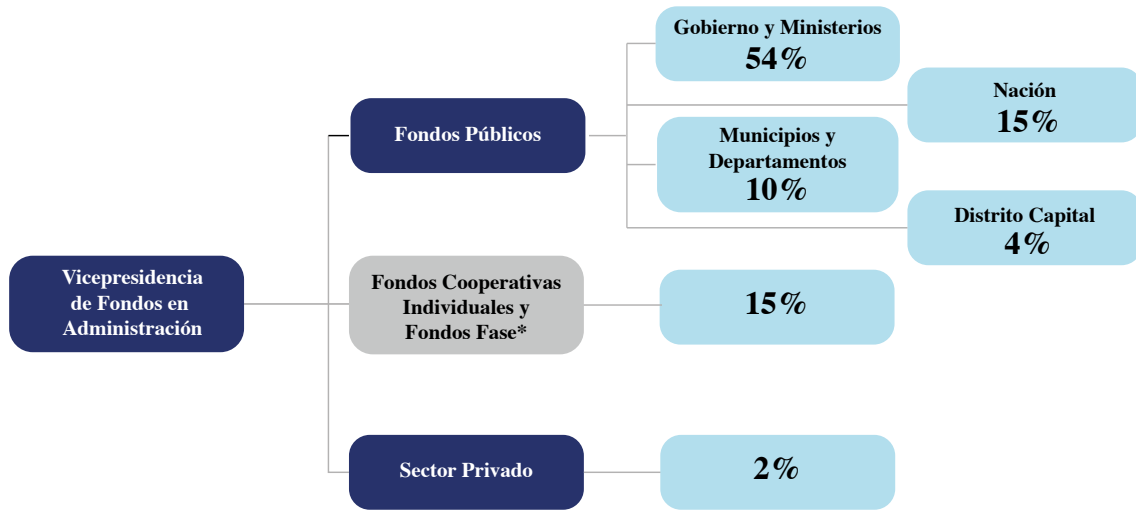 Vicepresidencia
de Fondos en
Administración
Fondos Públicos
Gobierno y Ministerios
54%
Nación
15%
Municipios y
Departamentos
10%
Distrito Capital
4%
Fondos Cooperativas
Individuales y
Fondos Fase*
15%
Sector Privado
2%